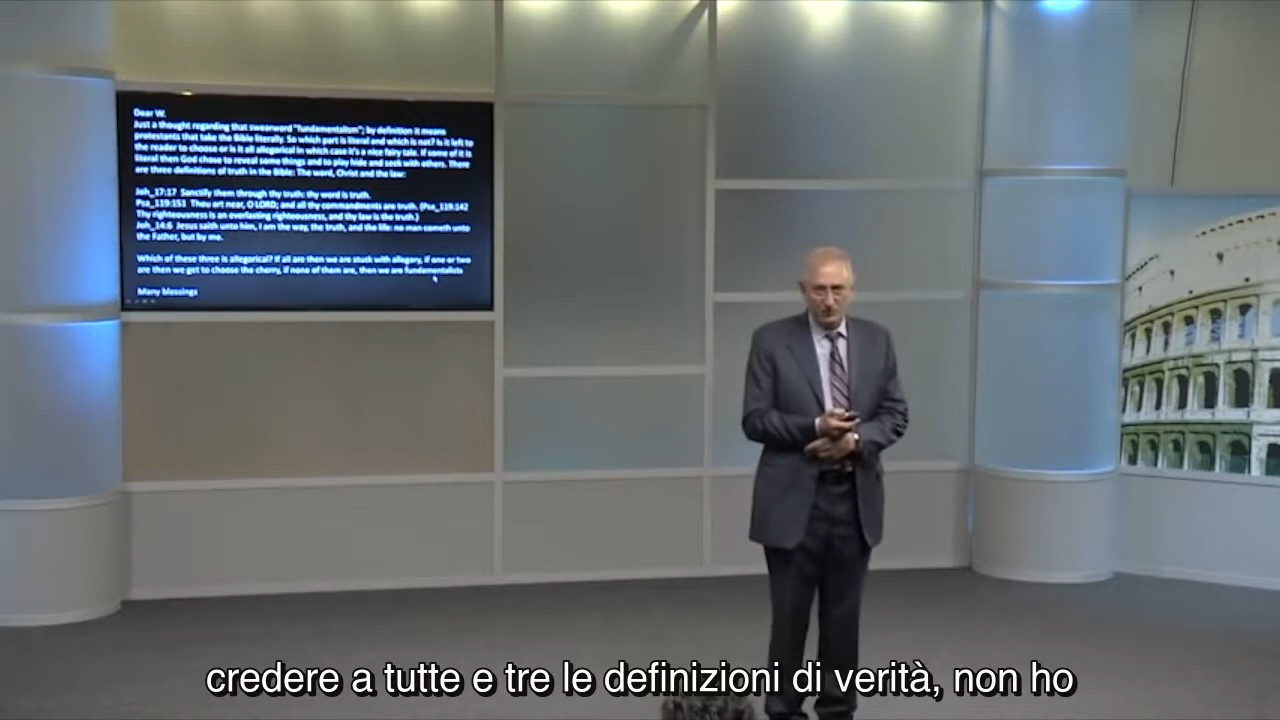 Dear W.
Just a thought regarding that swearword "fundamentalism"; by definition it means
protestants that take the Bible literally. So which part is literal and which is not? Is it left to
the reader to choose or is it all allegorical in which case it's a nice fairy tale. If some of it is
literal then God chose to reveal some things and to play hide and seek with others. There
are three definitions of truth in the Bible: The word, Christ and the law:
Joh_17:17 Sanctify them through thy truth: thy word is truth.
Psa_119:151 Thou art near, O LORD; and all thy commandments are truth. (Psa_119:142
Thy righteousness is an everlasting righteousness, and thy law is the truth.)
Joh_14:6 Jesus saith unto him, I am the way, the truth, and the life: no man cometh unto
the Father, but by me.
Which of these three is allegorical? If all are then we are stuck with allegory, if one or two
are then we get to choose the cherry, if none of them are, then we are fundamentalists
Many blessings
credere a tutte e tre le definizioni di verità, non ho